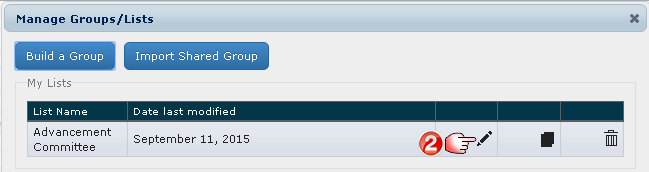 Manage Groups/Lists
Build a Group Import Shared Group
My Lists
List Name Date last modified
Advancement
Committee September 11, 2015 2